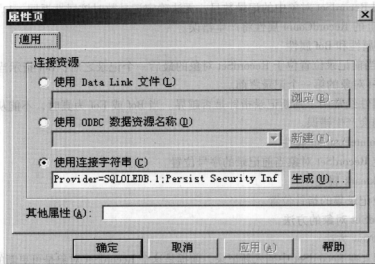 属性页
通用
连接资源
使用 Data Link 文件(L)
浏览(B)...
使用 ODBC 数据资源名称(D)
新建(E)...
使用连接字符串(C)
Provider=SQLOLEDB.1;Persist Security Inf
生成(U)...
其他属性(A):
确定
取消
应用(A)
帮助